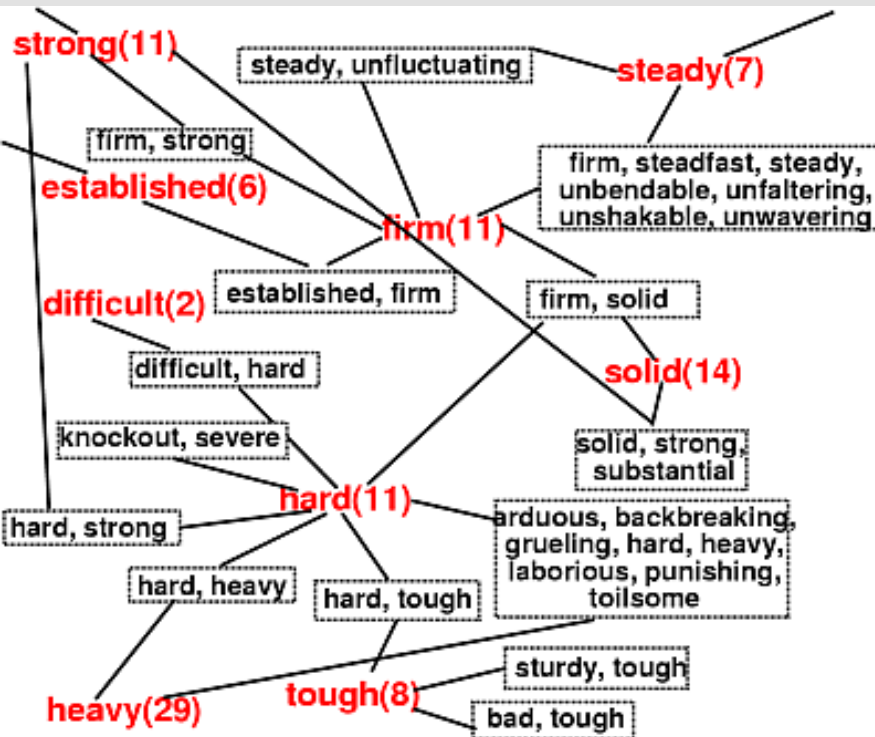 strong(11)
steady, unfluctuating
steady(7)
firm, strong
firm, steadfast, steady,
unbendable, unfaltering,
unshakable, unwavering
established(6)
firm(11)
established, firm
firm, solid
difficult(2)
difficult, hard
solid(14)
knockout, severe
solid, strong,
substantial
hard(11)
hard, strong
arduous, backbreaking,
grueling, hard, heavy,
laborious, punishing,
toilsome
hard, heavy
hard, tough
sturdy, tough
heavy(29)
tough(8)
bad, tough